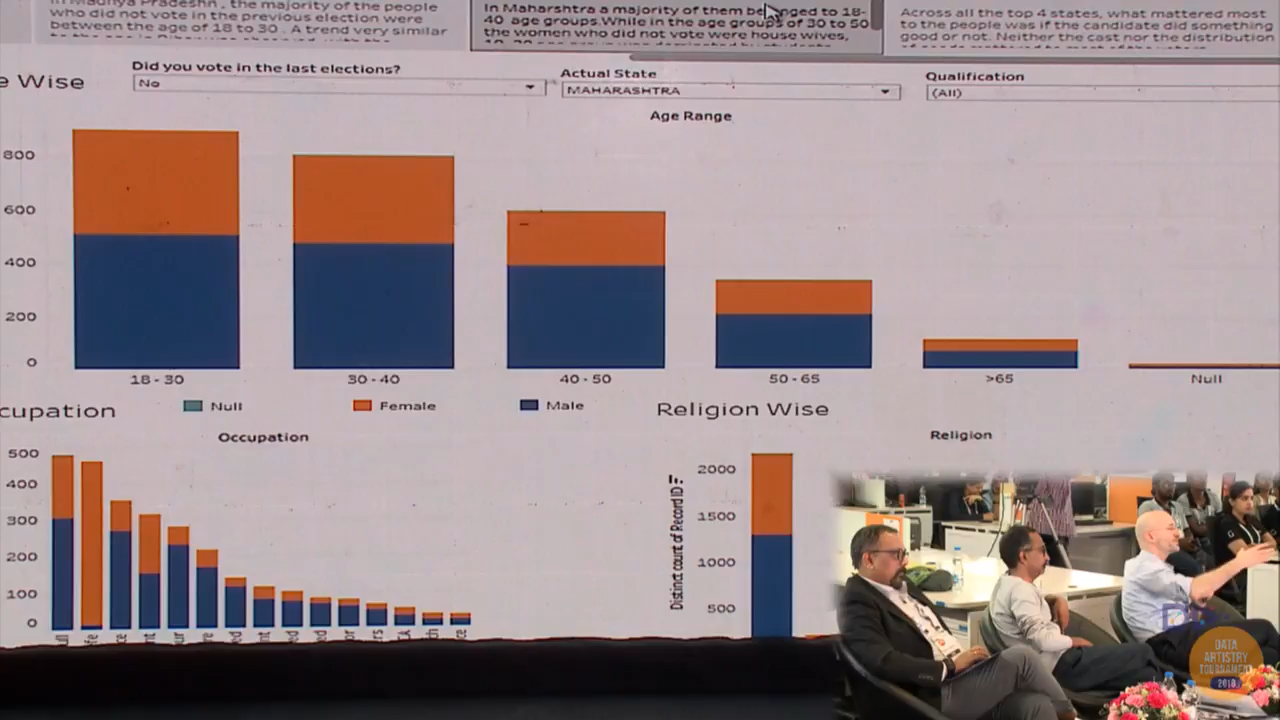 in Madhya Pradeshn , the majority of the people
who did not vote in the previous election were
between the age of 18 to 30 . A trend very similar
In Maharshtra a majority of them belonged to 18-
40 age groups.While in the age groups of 30 to 50
the women who did not vote were house wives,
Across all the top 4 states, what mattered most
to the people was if the candidate did something
good or not. Neither the cast nor the distribution
e Wise
Did you vote in the last elections?
No
Actual State
MAHARASHTRA
Qualification
(All)
Age Range
800
600
400
200
0
18 - 30
30 - 40
40 - 50
50 - 65
>65
Null
cupation
Null
Female
Male
Religion Wise
Occupation
500
400
300
200
100
0
Religion
Distinct count of Record ID
2000
1500
1000
500
DATA
ARTISTRY
TOURNAMENT
2019